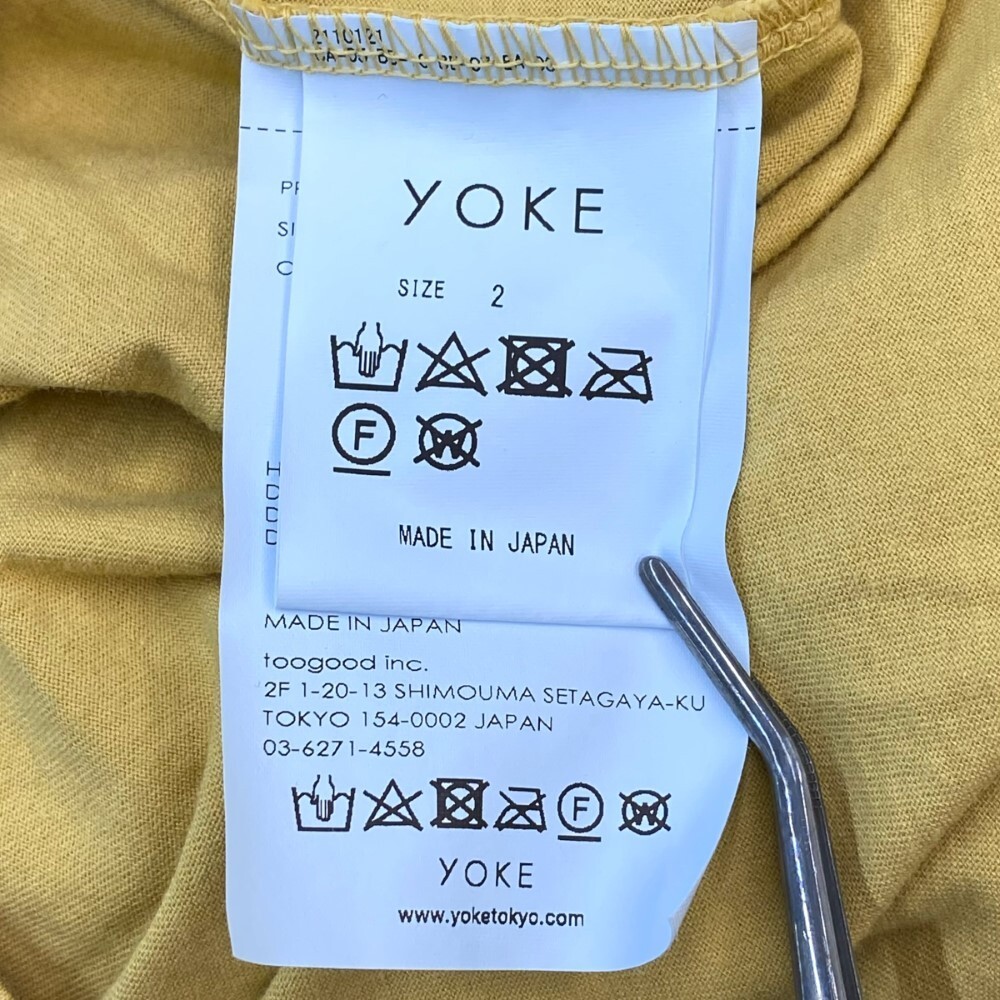 2110121
YOKE
SIZE 2
F W
MADE IN JAPAN
MADE IN JAPAN
toogood inc.
2F 1-20-13 SHIMOUMA SETAGAYA-KU
TOKYO 154-0002 JAPAN
03-6271-4558
F W
YOKE
www.yoketokyo.com